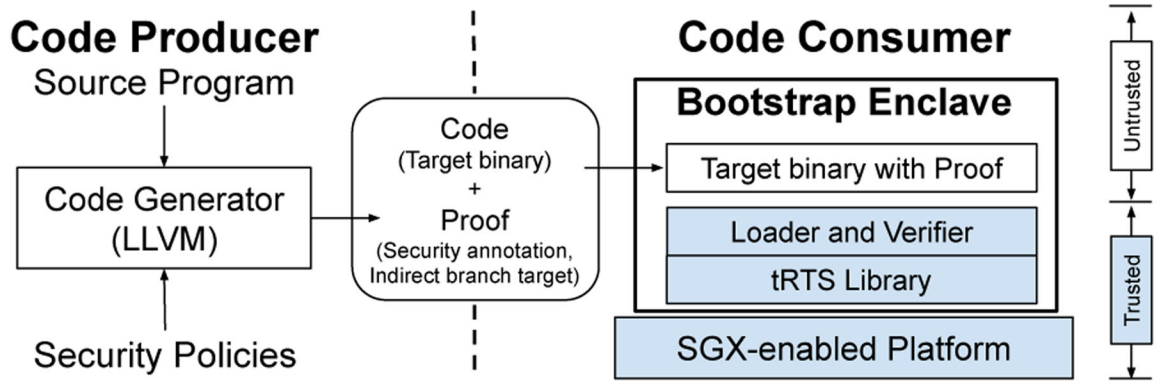 Code Producer
Source Program
Code Generator
(LLVM)
Security Policies
Code
(Target binary)
+
Proof
(Security annotation,
Indirect branch target)
Code Consumer
Bootstrap Enclave
Target binary with Proof
Loader and Verifier
tRTS Library
SGX-enabled Platform
Untrusted
Trusted